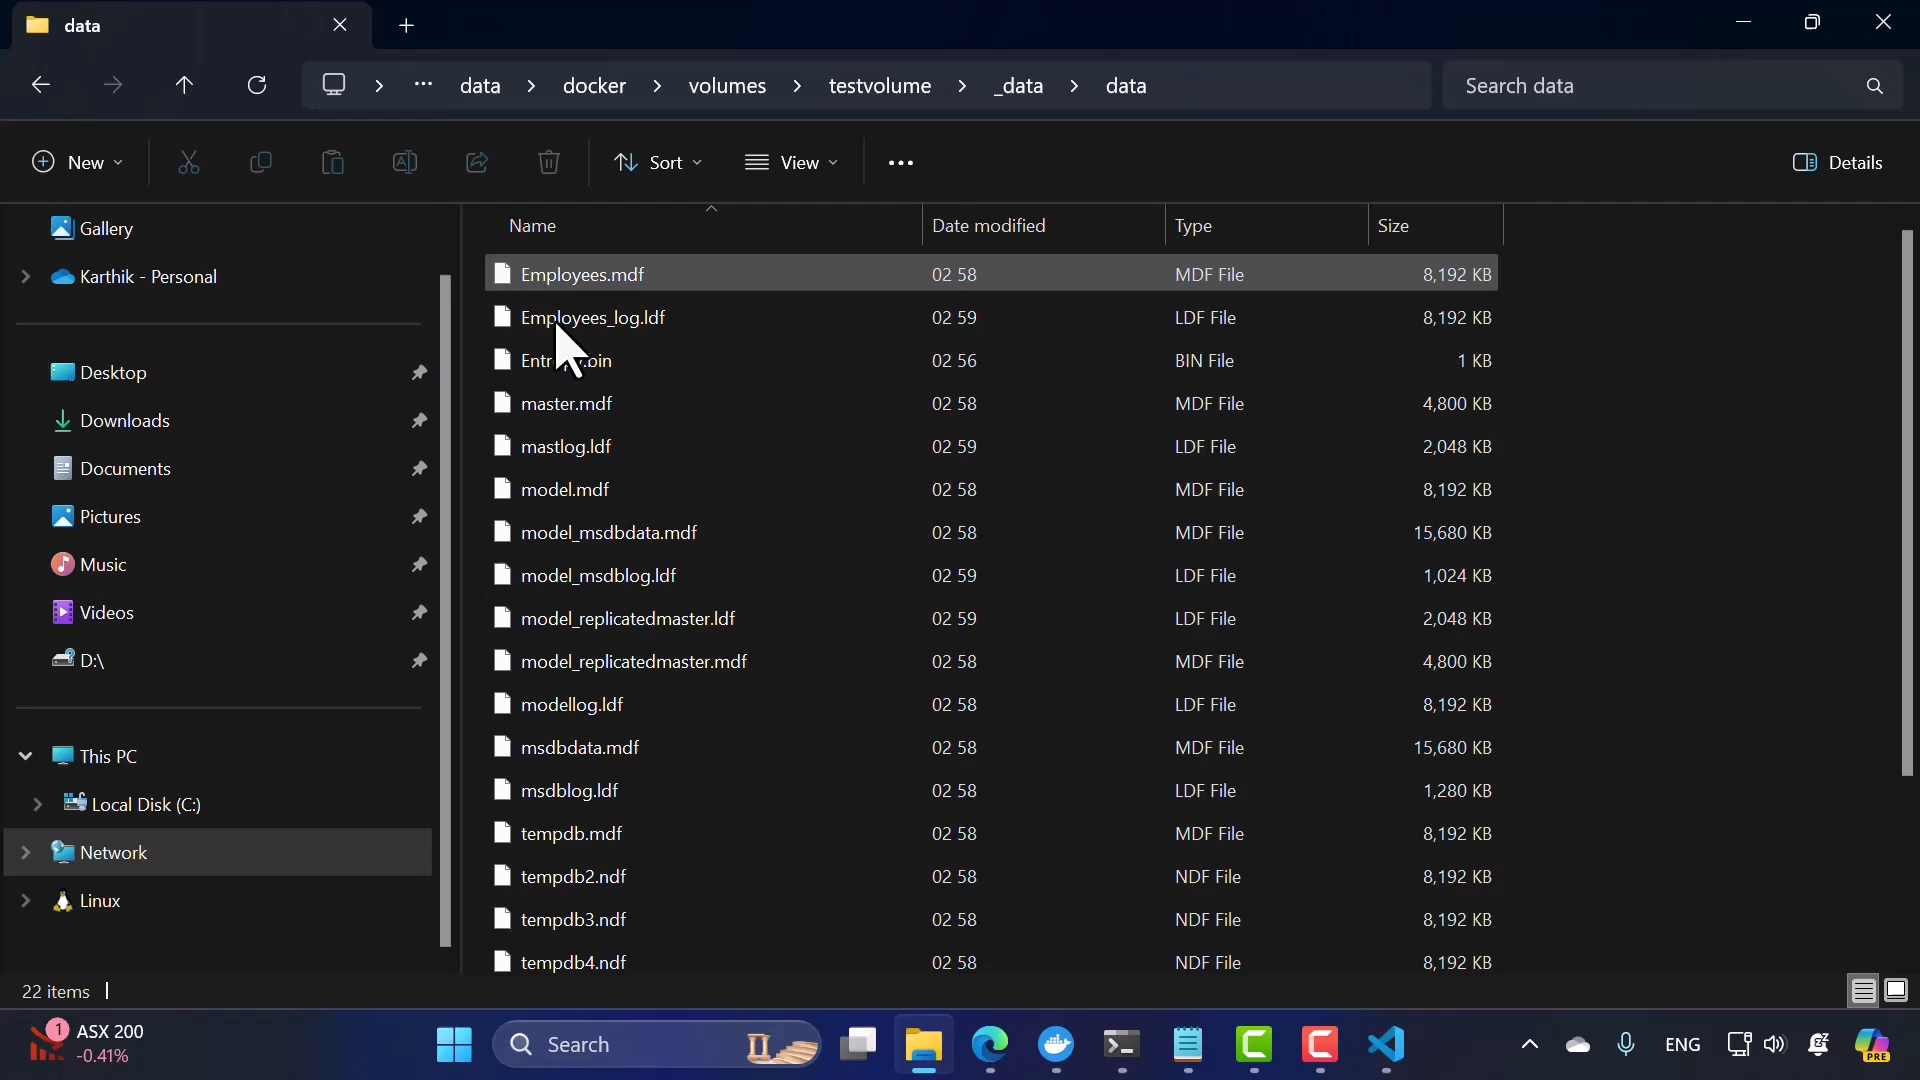 data
data docker volumes testvolume _data data
Search data
New
Sort
View
Details
Gallery
Karthik - Personal
Desktop
Downloads
Documents
Pictures
Music
Videos
D:\
This PC
Local Disk (C:)
Network
Linux
Name Date modified Type Size
Employees.mdf 02 58 MDF File 8,192 KB
Employees_log.ldf 02 59 LDF File 8,192 KB
02 56 BIN File 1 KB
master.mdf 02 58 MDF File 4,800 KB
mastlog.ldf 02 59 LDF File 2,048 KB
model.mdf 02 58 MDF File 8,192 KB
model_msdbdata.mdf 02 58 MDF File 15,680 KB
model_msdblog.ldf 02 59 LDF File 1,024 KB
model_replicatedmaster.ldf 02 59 LDF File 2,048 KB
model_replicatedmaster.mdf 02 58 MDF File 4,800 KB
modellog.ldf 02 58 LDF File 8,192 KB
msdbdata.mdf 02 58 MDF File 15,680 KB
msdblog.ldf 02 58 LDF File 1,280 KB
tempdb.mdf 02 58 MDF File 8,192 KB
tempdb2.ndf 02 58 NDF File 8,192 KB
tempdb3.ndf 02 58 NDF File 8,192 KB
tempdb4.ndf 02 58 NDF File 8,192 KB
22 items
1
ASX 200
-0.41%
Search
ENG
PRE